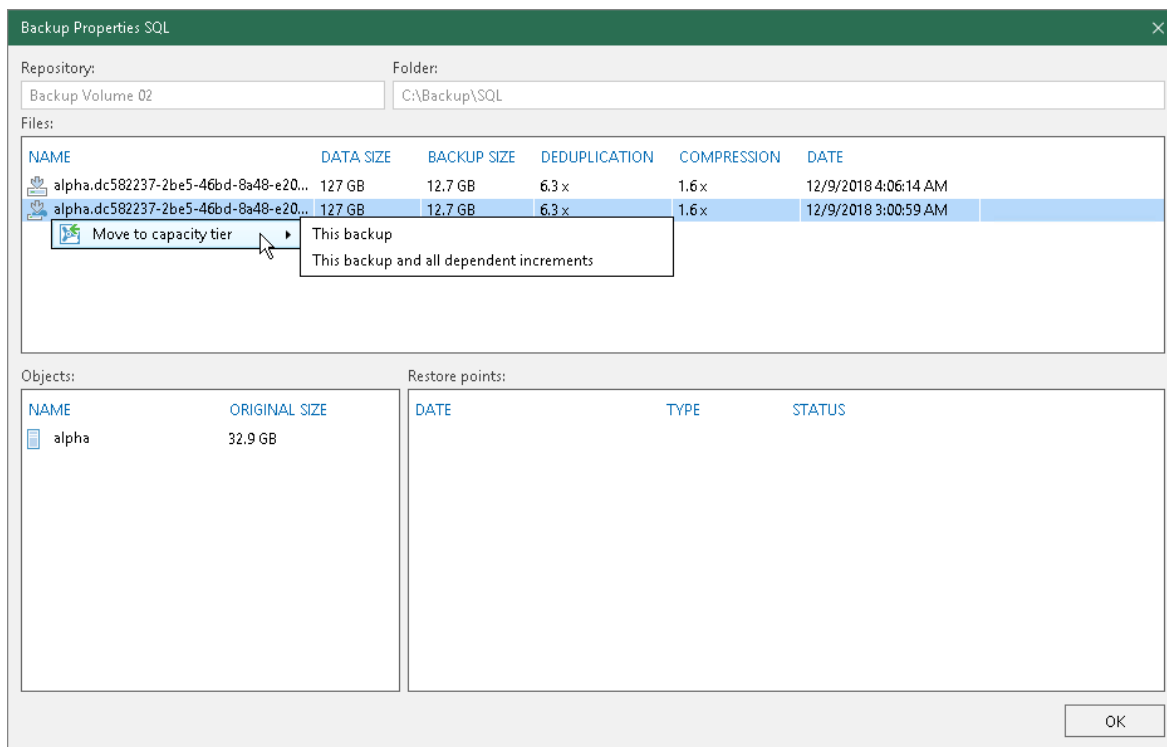 Backup Properties SQL
Repository: Folder:
Backup Volume 02 C:\Backup\SQL
Files:
NAME DATA SIZE BACKUP SIZE DEDUPLICATION COMPRESSION DATE
alpha.dc582237-2be5-46bd-8a48-e20... 127 GB 12.7 GB 6.3 x 1.6 x 12/9/2018 4:06:14 AM
alpha.dc582237-2be5-46bd-8a48-e20... 127 GB 12.7 GB 6.3 x 1.6 x 12/9/2018 3:00:59 AM
Move to capacity tier This backup
This backup and all dependent increments
Objects: Restore points:
NAME ORIGINAL SIZE DATE TYPE STATUS
alpha 32.9 GB
OK